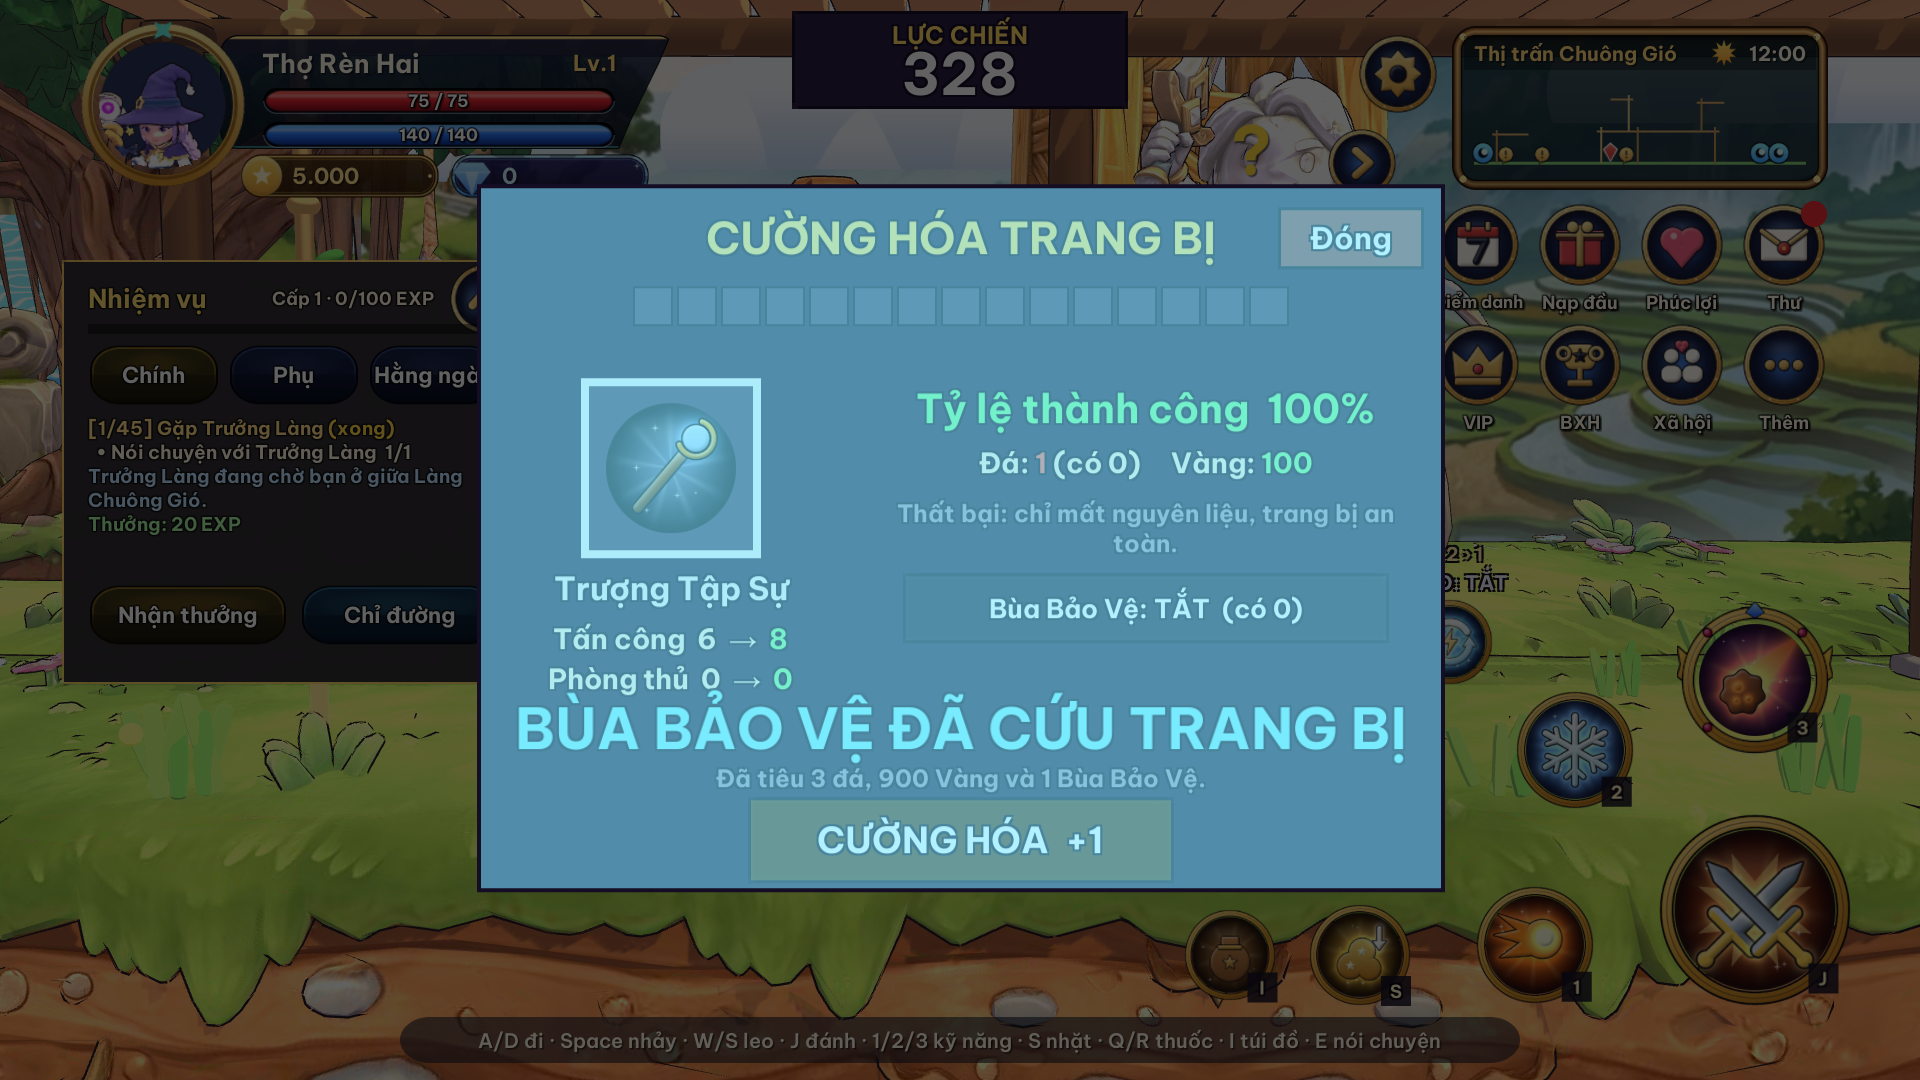 Thợ Rèn Hai
Lv.1
75 / 75
140 / 140
5.000
0
LỰC CHIẾN
328
Thị trấn Chuông Gió
12:00
7
Nạp đầu
Phúc lợi
Thư
VIP
BXH
Xã hội
Thêm
Nhiệm vụ
Cấp 1 · 0/100 EXP
Chính
Phụ
Hằng
[1/45] Gặp Trưởng Làng (xong)
• Nói chuyện với Trưởng Làng 1/1
Trưởng Làng đang chờ bạn ở giữa Làng
Chuông Gió.
Thưởng: 20 EXP
Nhận thưởng
Chỉ đường
CƯỜNG HÓA TRANG BỊ
Đóng
Trượng Tập Sự
Tấn công 6 → 8
Phòng thủ 0 → 0
Tỷ lệ thành công 100%
Đá: 1 (có 0) Vàng: 100
Thất bại: chỉ mất nguyên liệu, trang bị an
toàn.
Bùa Bảo Vệ: TẮT (có 0)
BÙA BẢO VỆ ĐÃ CỨU TRANG BỊ
Đã tiêu 3 đá, 900 Vàng và 1 Bùa Bảo Vệ.
CƯỜNG HÓA +1
TẮT
3
2
1
J
I
S
A/D đi · Space nhảy · W/S leo · J đánh · 1/2/3 kỹ năng · S nhặt · Q/R thuốc · I túi đồ · E nói chuyện